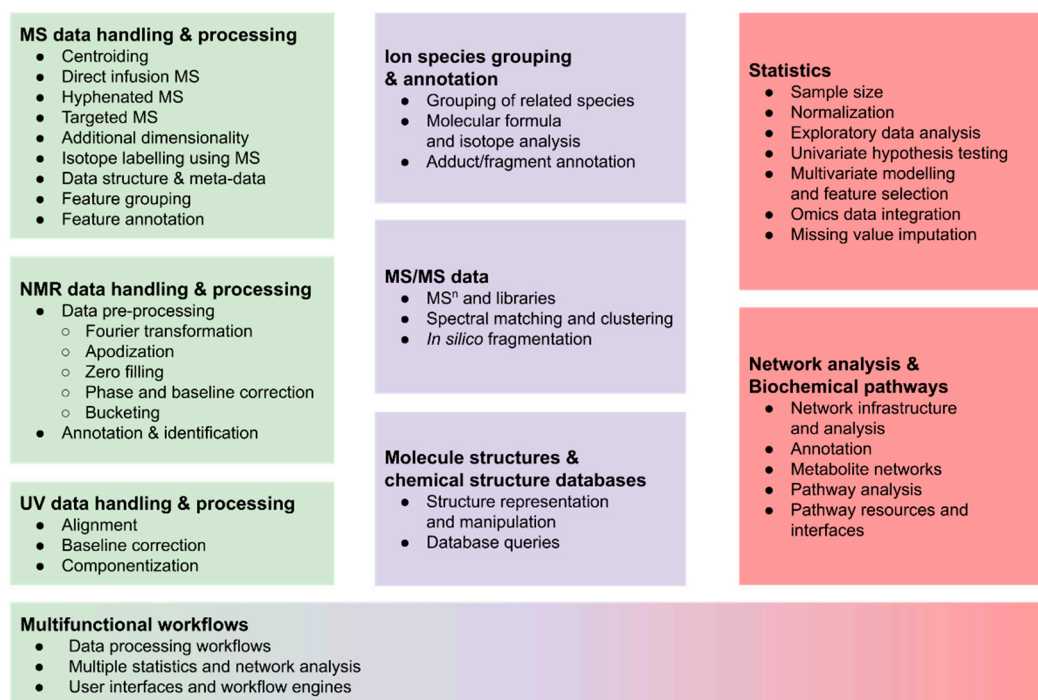 MS data handling & processing
● Centroiding
● Direct infusion MS
● Hyphenated MS
● Targeted MS
● Additional dimensionality
● Isotope labelling using MS
● Data structure & meta-data
● Feature grouping
● Feature annotation
NMR data handling & processing
● Data pre-processing
○ Fourier transformation
○ Apodization
○ Zero filling
○ Phase and baseline correction
○ Bucketing
● Annotation & identification
UV data handling & processing
● Alignment
● Baseline correction
● Componentization
Ion species grouping
& annotation
● Grouping of related species
● Molecular formula
and isotope analysis
● Adduct/fragment annotation
MS/MS data
● MSⁿ and libraries
● Spectral matching and clustering
● In silico fragmentation
Molecule structures &
chemical structure databases
● Structure representation
and manipulation
● Database queries
Statistics
● Sample size
● Normalization
● Exploratory data analysis
● Univariate hypothesis testing
● Multivariate modelling
and feature selection
● Omics data integration
● Missing value imputation
Network analysis &
Biochemical pathways
● Network infrastructure
and analysis
● Annotation
● Metabolite networks
● Pathway analysis
● Pathway resources and
interfaces
Multifunctional workflows
● Data processing workflows
● Multiple statistics and network analysis
● User interfaces and workflow engines